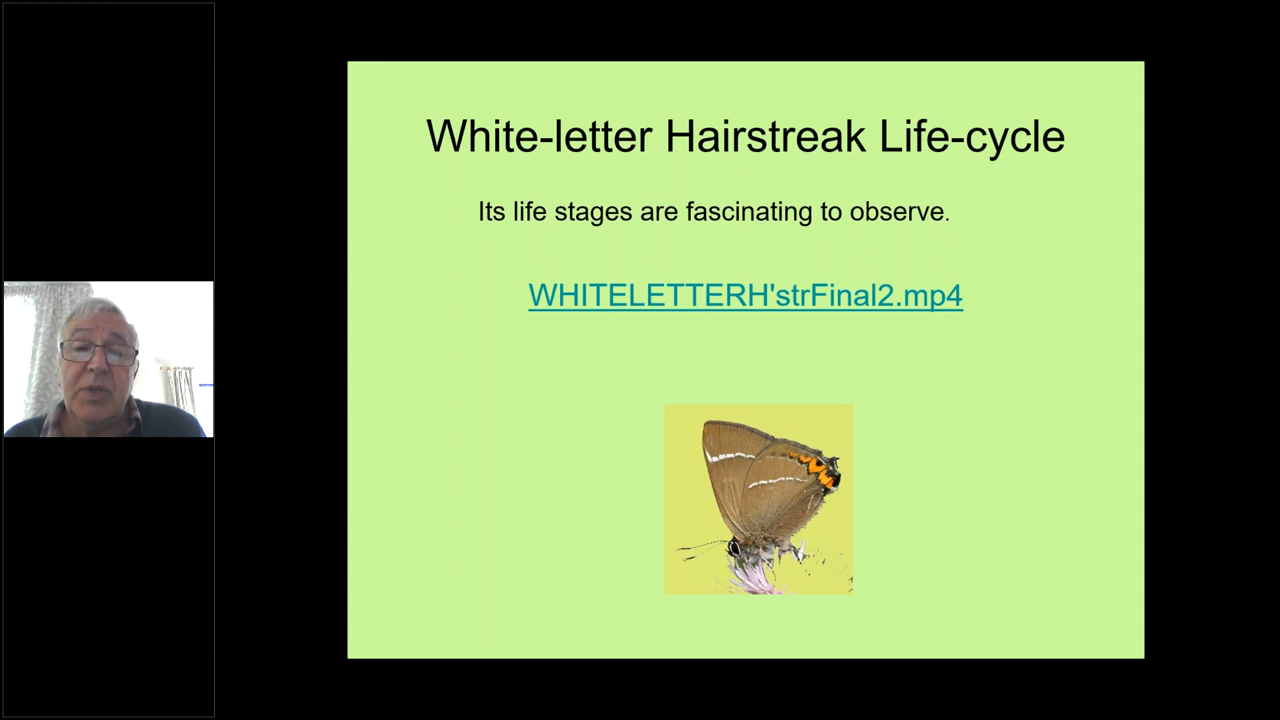 White-letter Hairstreak Life-cycle
Its life stages are fascinating to observe.
WHITELETTERH'strFinal2.mp4